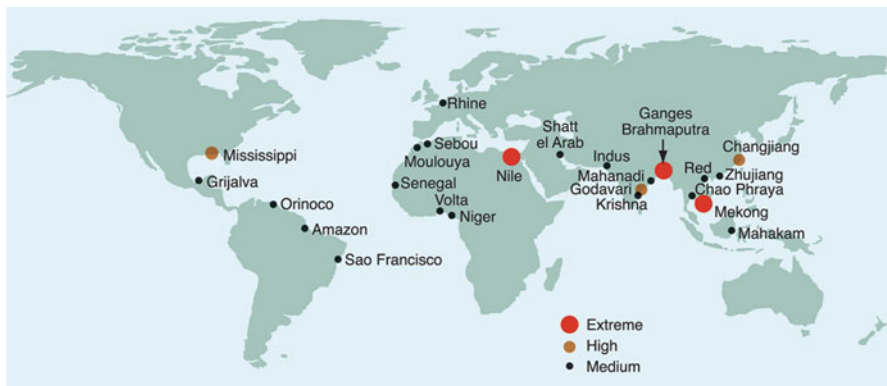 Rhine
Ganges
Brahmaputra
Shatt
el Arab
Changjiang
Sebou
Mississippi
Moulouya
Indus
Red
Zhujiang
Nile
Mahanadi
Grijalva
Senegal
Godavari
Chao Phraya
Krishna
Orinoco
Volta
Niger
Mekong
Amazon
Mahakam
Sao Francisco
Extreme
High
Medium